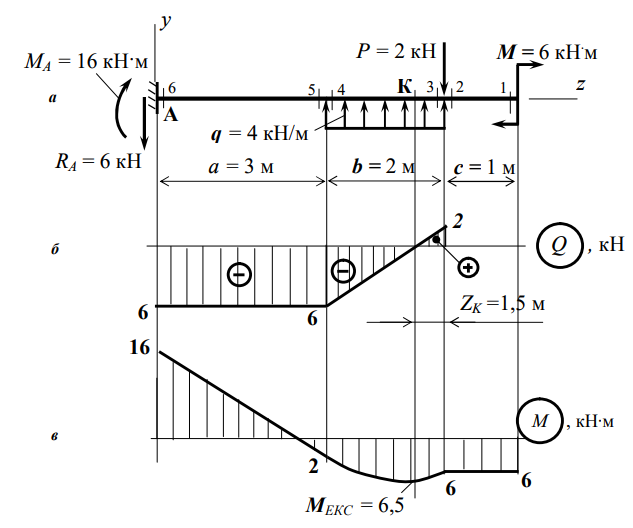 y
M_A = 16 кН·м
P = 2 кН
M = 6 кН·м
6
5
4
К
3
2
1
z
а
А
q = 4 кН/м
R_A = 6 кН
a = 3 м
b = 2 м
c = 1 м
2
б
−
−
+
Q , кН
6
6
Z_K =1,5 м
16
M , кН·м
в
2
6
6
M_ЕКС = 6,5